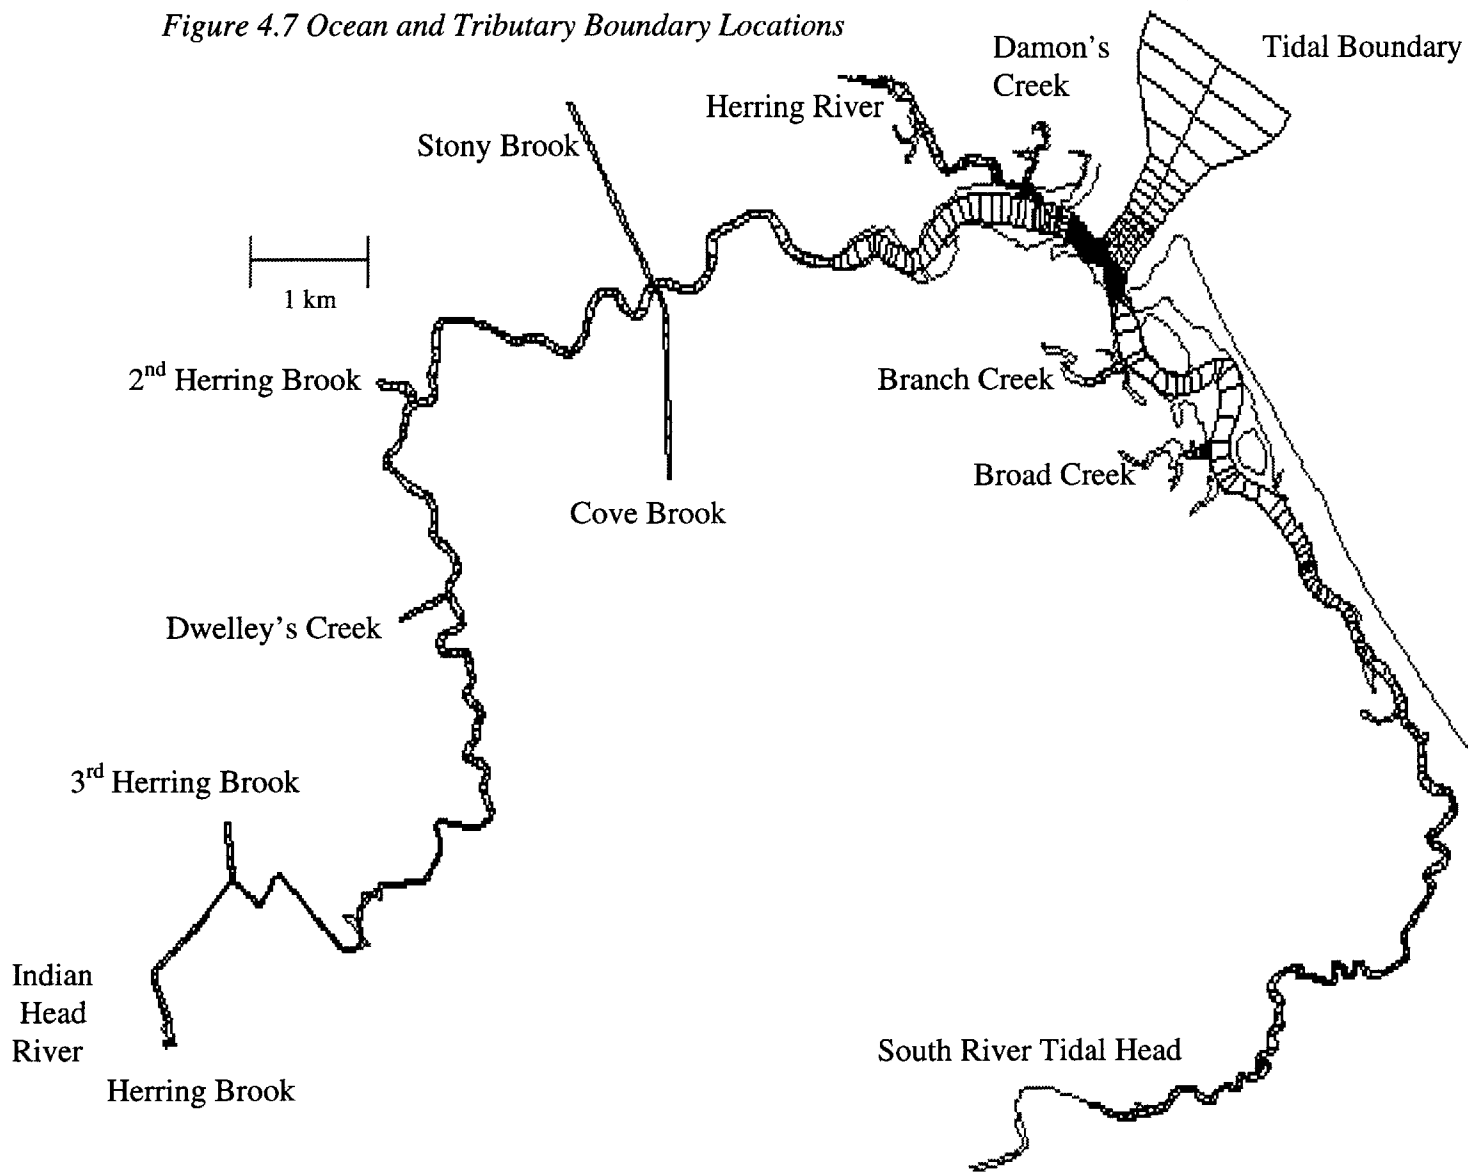 Figure 4.7 Ocean and Tributary Boundary Locations
Damon's
Creek
Tidal Boundary
Herring River
Stony Brook
1 km
2nd Herring Brook
Branch Creek
Broad Creek
Cove Brook
Dwelley's Creek
3rd Herring Brook
Indian
Head
River
South River Tidal Head
Herring Brook